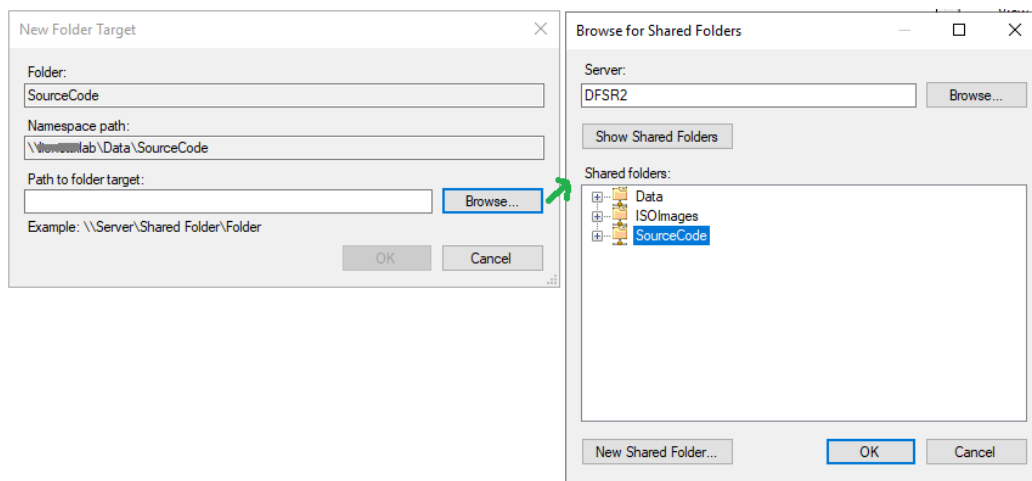 New Folder Target
Folder:
SourceCode
Namespace path:
lab\Data\SourceCode
Path to folder target:
Browse...
Example: \\Server\Shared Folder\Folder
OK
Cancel
Browse for Shared Folders
Server:
DFSR2
Browse...
Show Shared Folders
Shared folders:
Data
ISOImages
SourceCode
New Shared Folder...
OK
Cancel